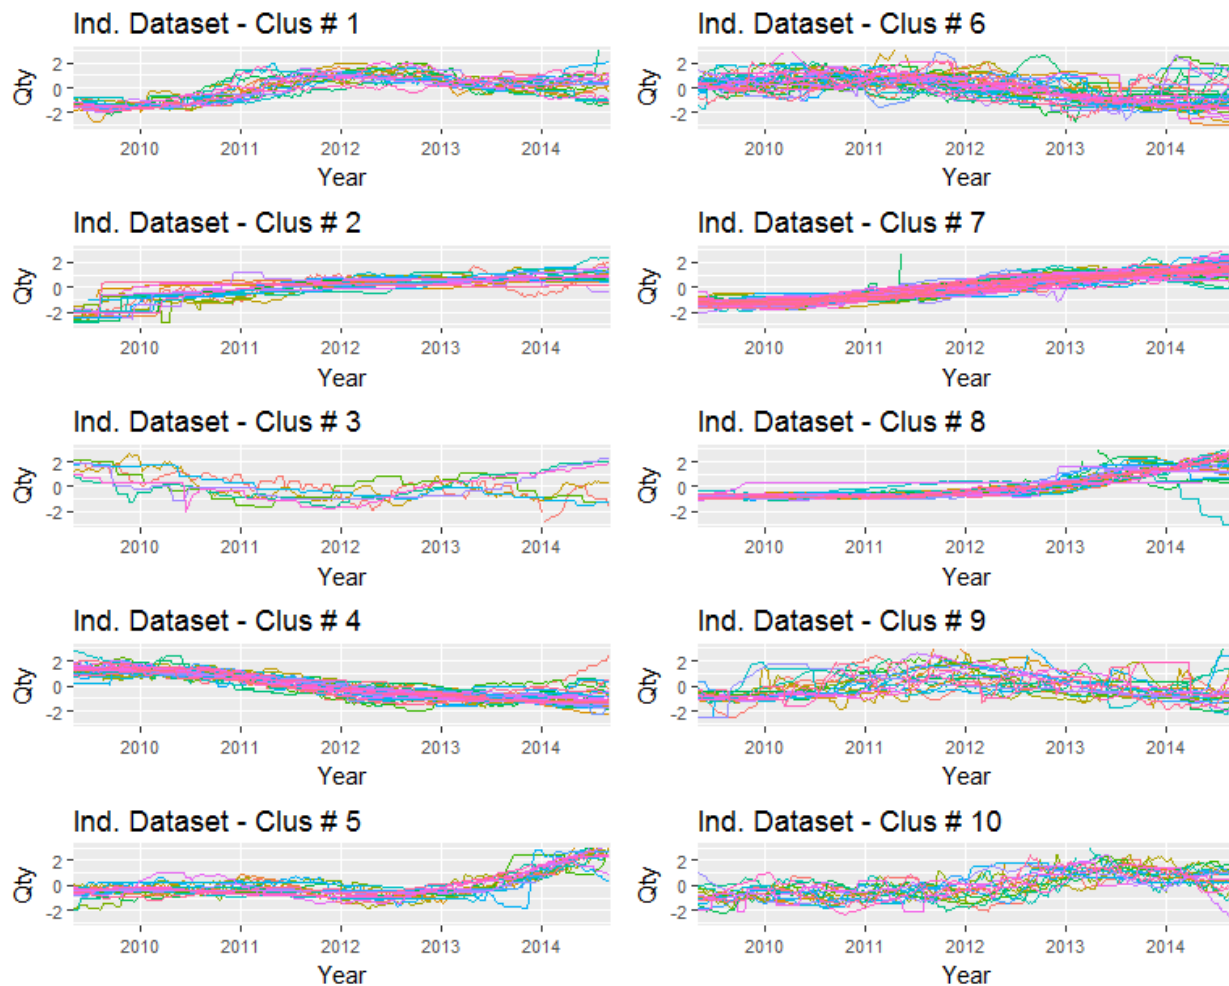 Ind. Dataset - Clus # 1
Qty
2
0
-2
2010 2011 2012 2013 2014
Year
Ind. Dataset - Clus # 2
Qty
2
0
-2
2010 2011 2012 2013 2014
Year
Ind. Dataset - Clus # 3
Qty
2
0
-2
2010 2011 2012 2013 2014
Year
Ind. Dataset - Clus # 4
Qty
2
0
-2
2010 2011 2012 2013 2014
Year
Ind. Dataset - Clus # 5
Qty
2
0
-2
2010 2011 2012 2013 2014
Year
Ind. Dataset - Clus # 6
Qty
2
0
-2
2010 2011 2012 2013 2014
Year
Ind. Dataset - Clus # 7
Qty
2
0
-2
2010 2011 2012 2013 2014
Year
Ind. Dataset - Clus # 8
Qty
2
0
-2
2010 2011 2012 2013 2014
Year
Ind. Dataset - Clus # 9
Qty
2
0
-2
2010 2011 2012 2013 2014
Year
Ind. Dataset - Clus # 10
Qty
2
0
-2
2010 2011 2012 2013 2014
Year